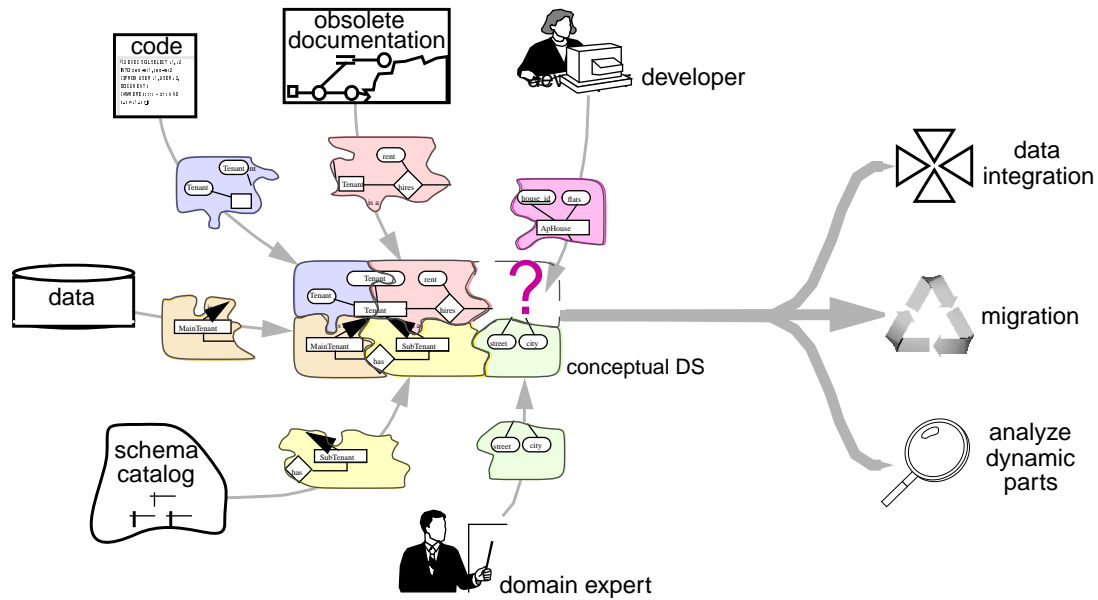 obsolete
documentation
code
developer
data
integration
Tenant
Tenant
rent
Tenant
hires
is a
house_id
flats
ApHouse
data
MainTenant
Tenant
rent
Tenant
Tenant
hires
?
MainTenant
SubTenant
has
street
city
conceptual DS
migration
schema
catalog
SubTenant
has
street
city
analyze
dynamic
parts
domain expert